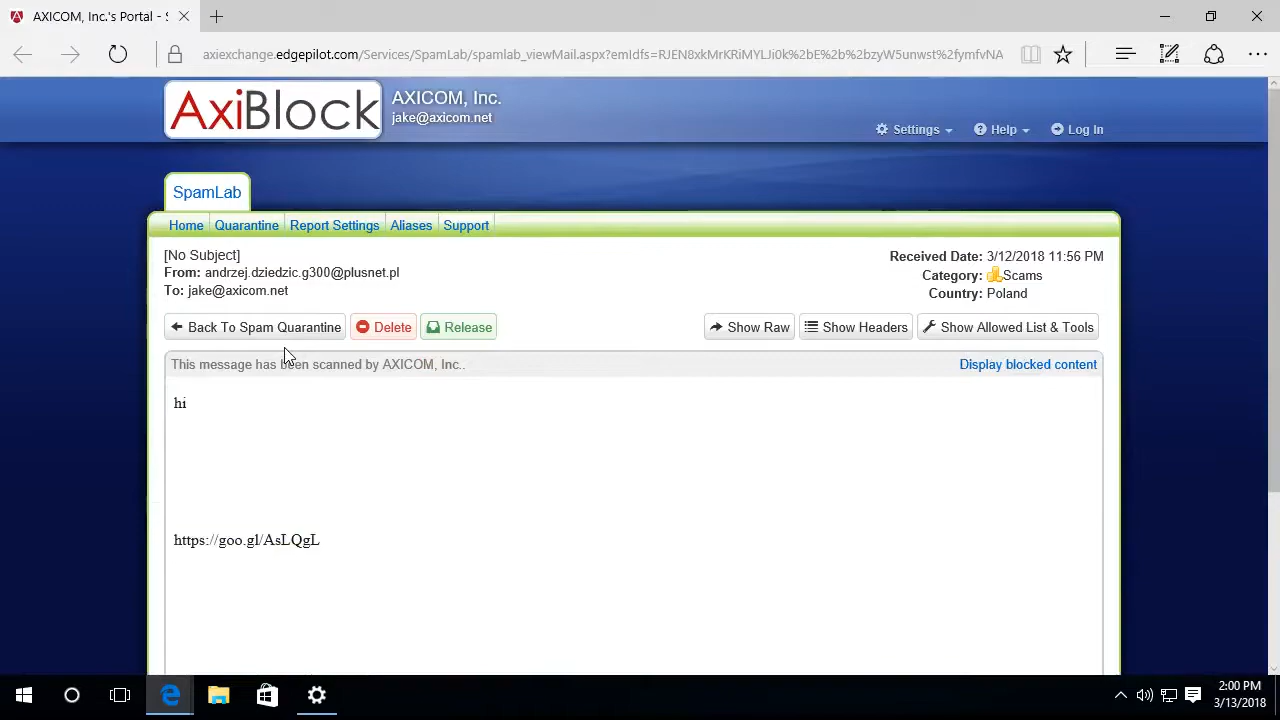 AXICOM, Inc.'s Portal - S
axiexchange.edgepilot.com/Services/SpamLab/spamlab_viewMail.aspx?emIdfs=RJEN8xkMrKRiMYLJi0k%2bE%2b%2bzyW5unwst%2fymfvNA
AxiBlock
AXICOM, Inc.
jake@axicom.net
Settings
Help
Log In
SpamLab
Home
Quarantine
Report Settings
Aliases
Support
[No Subject]
From: andrzej.dziedzic.g300@plusnet.pl
To: jake@axicom.net
Received Date: 3/12/2018 11:56 PM
Category: Scams
Country: Poland
Back To Spam Quarantine
Delete
Release
Show Raw
Show Headers
Show Allowed List & Tools
This message has been scanned by AXICOM, Inc..
Display blocked content
hi
https://goo.gl/AsLQgL
2:00 PM
3/13/2018